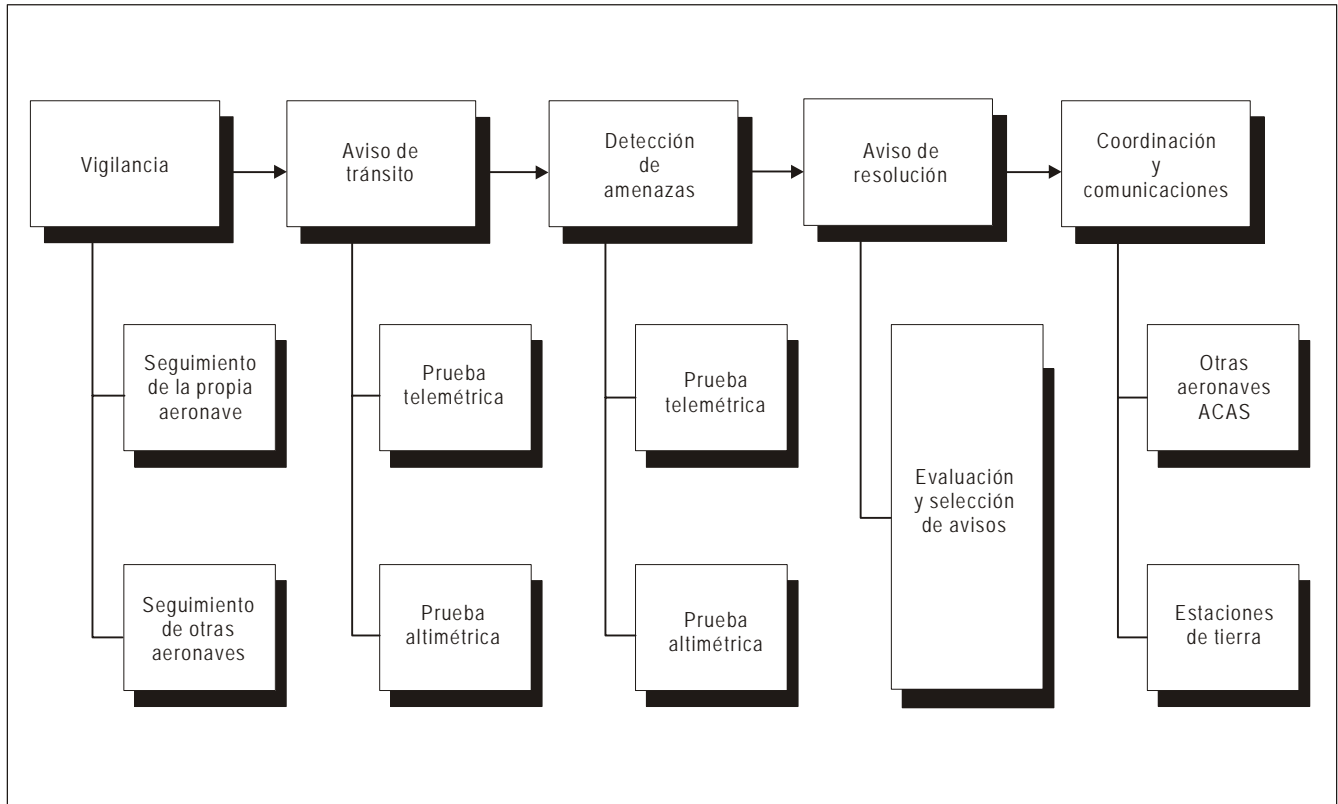 Vigilancia
Aviso de
tránsito
Detección
de
amenazas
Aviso de
resolución
Coordinación
y
comunicaciones
Seguimiento
de la propia
aeronave
Prueba
telemétrica
Prueba
telemétrica
Evaluación
y selección
de avisos
Otras
aeronaves
ACAS
Seguimiento
de otras
aeronaves
Prueba
altimétrica
Prueba
altimétrica
Estaciones
de tierra